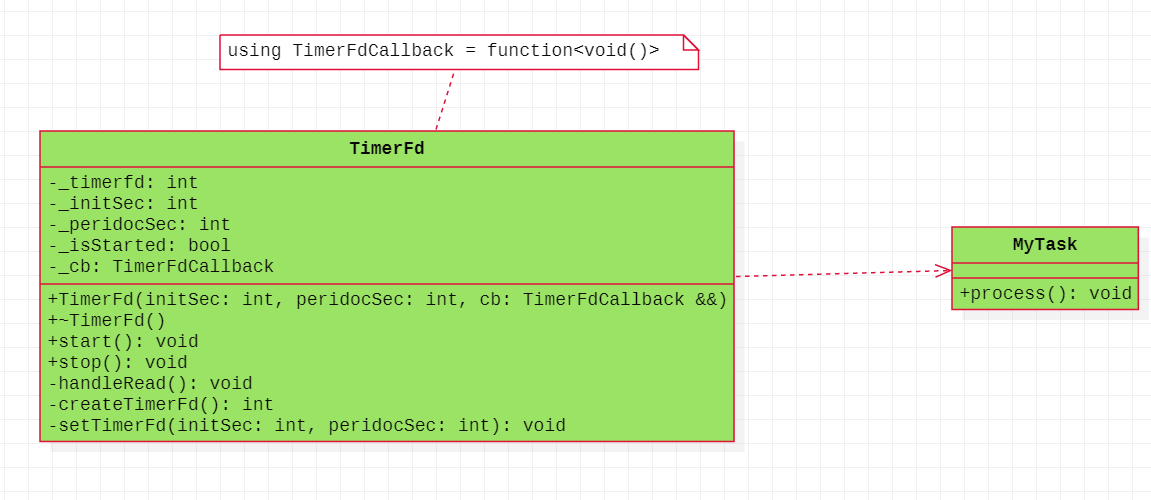 using TimerFdCallback = function<void()>
TimerFd
-_timerfd: int
-_initSec: int
-_peridocSec: int
-_isStarted: bool
-_cb: TimerFdCallback
+TimerFd(initSec: int, peridocSec: int, cb: TimerFdCallback &&)
+~TimerFd()
+start(): void
+stop(): void
-handleRead(): void
-createTimerFd(): int
-setTimerFd(initSec: int, peridocSec: int): void
MyTask
+process(): void